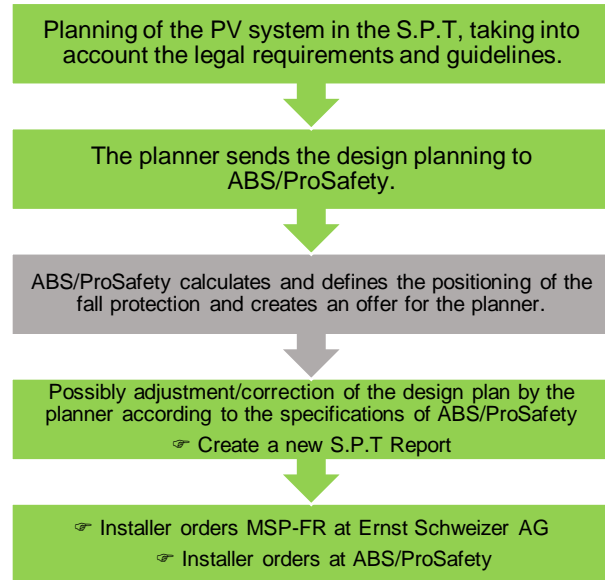 Planning of the PV system in the S.P.T, taking into
account the legal requirements and guidelines.
The planner sends the design planning to
ABS/ProSafety.
ABS/ProSafety calculates and defines the positioning of the
fall protection and creates an offer for the planner.
Possibly adjustment/correction of the design plan by the
planner according to the specifications of ABS/ProSafety
☞ Create a new S.P.T Report
☞ Installer orders MSP-FR at Ernst Schweizer AG
☞ Installer orders at ABS/ProSafety